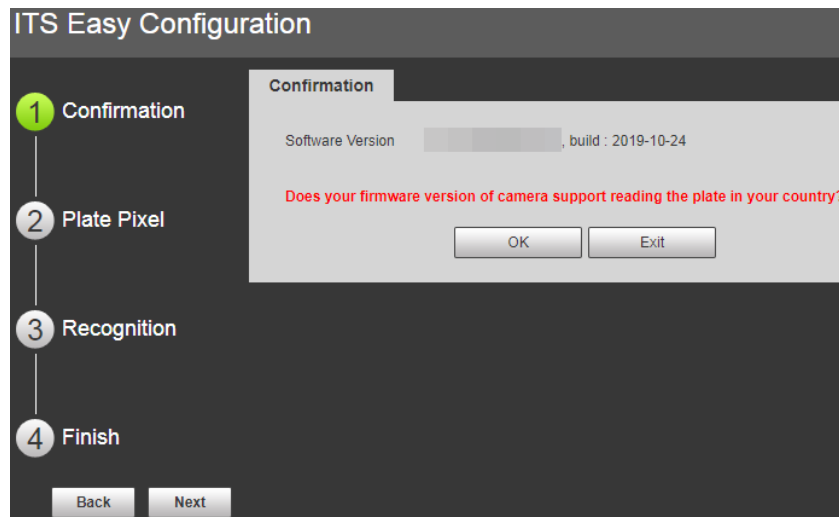 ITS Easy Configuration
1 Confirmation
2 Plate Pixel
3 Recognition
4 Finish
Back Next
Confirmation
Software Version , build : 2019-10-24
Does your firmware version of camera support reading the plate in your country?
OK Exit